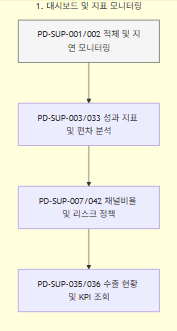 1. 대시보드 및 지표 모니터링
PD-SUP-001/002 적체 및 지
연 모니터링
PD-SUP-003/033 성과 지표
및 편차 분석
PD-SUP-007/042 채널비율
및 리스크 정책
PD-SUP-035/036 수출 현황
및 KPI 조회